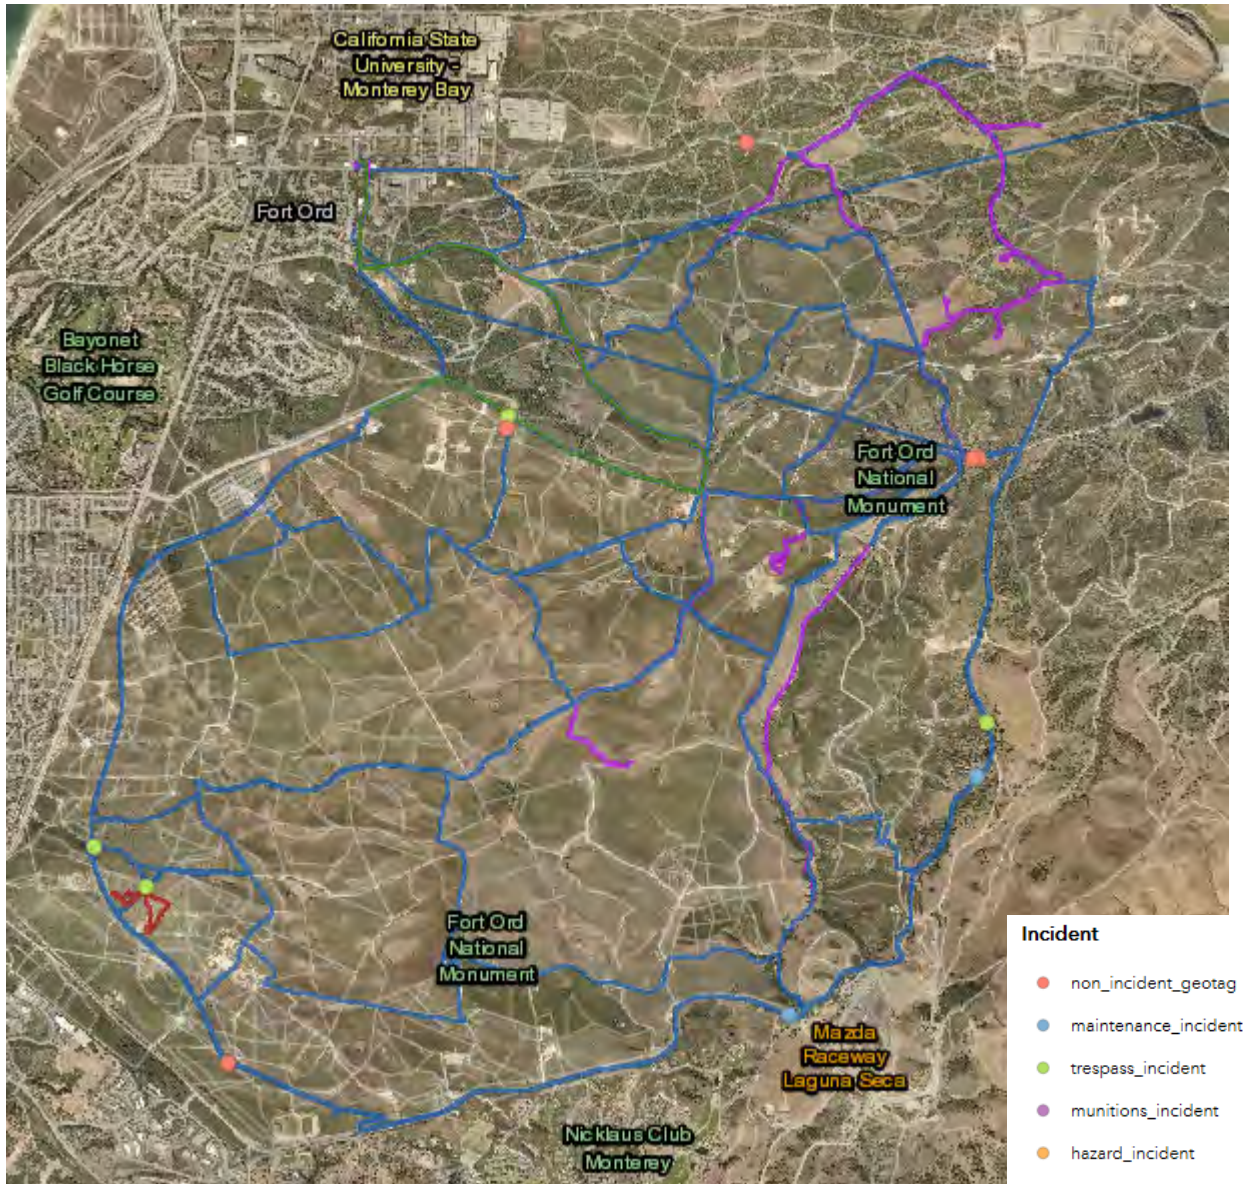 California State
University -
Monterey Bay
Fort Ord
Bayonet
Black Horse
Golf Course
Fort Ord
National
Monument
Fort Ord
National
Monument
Mazda
Raceway
Laguna Seca
Nicklaus Club
Monterey
Incident
non_incident_geotag
maintenance_incident
trespass_incident
munitions_incident
hazard_incident